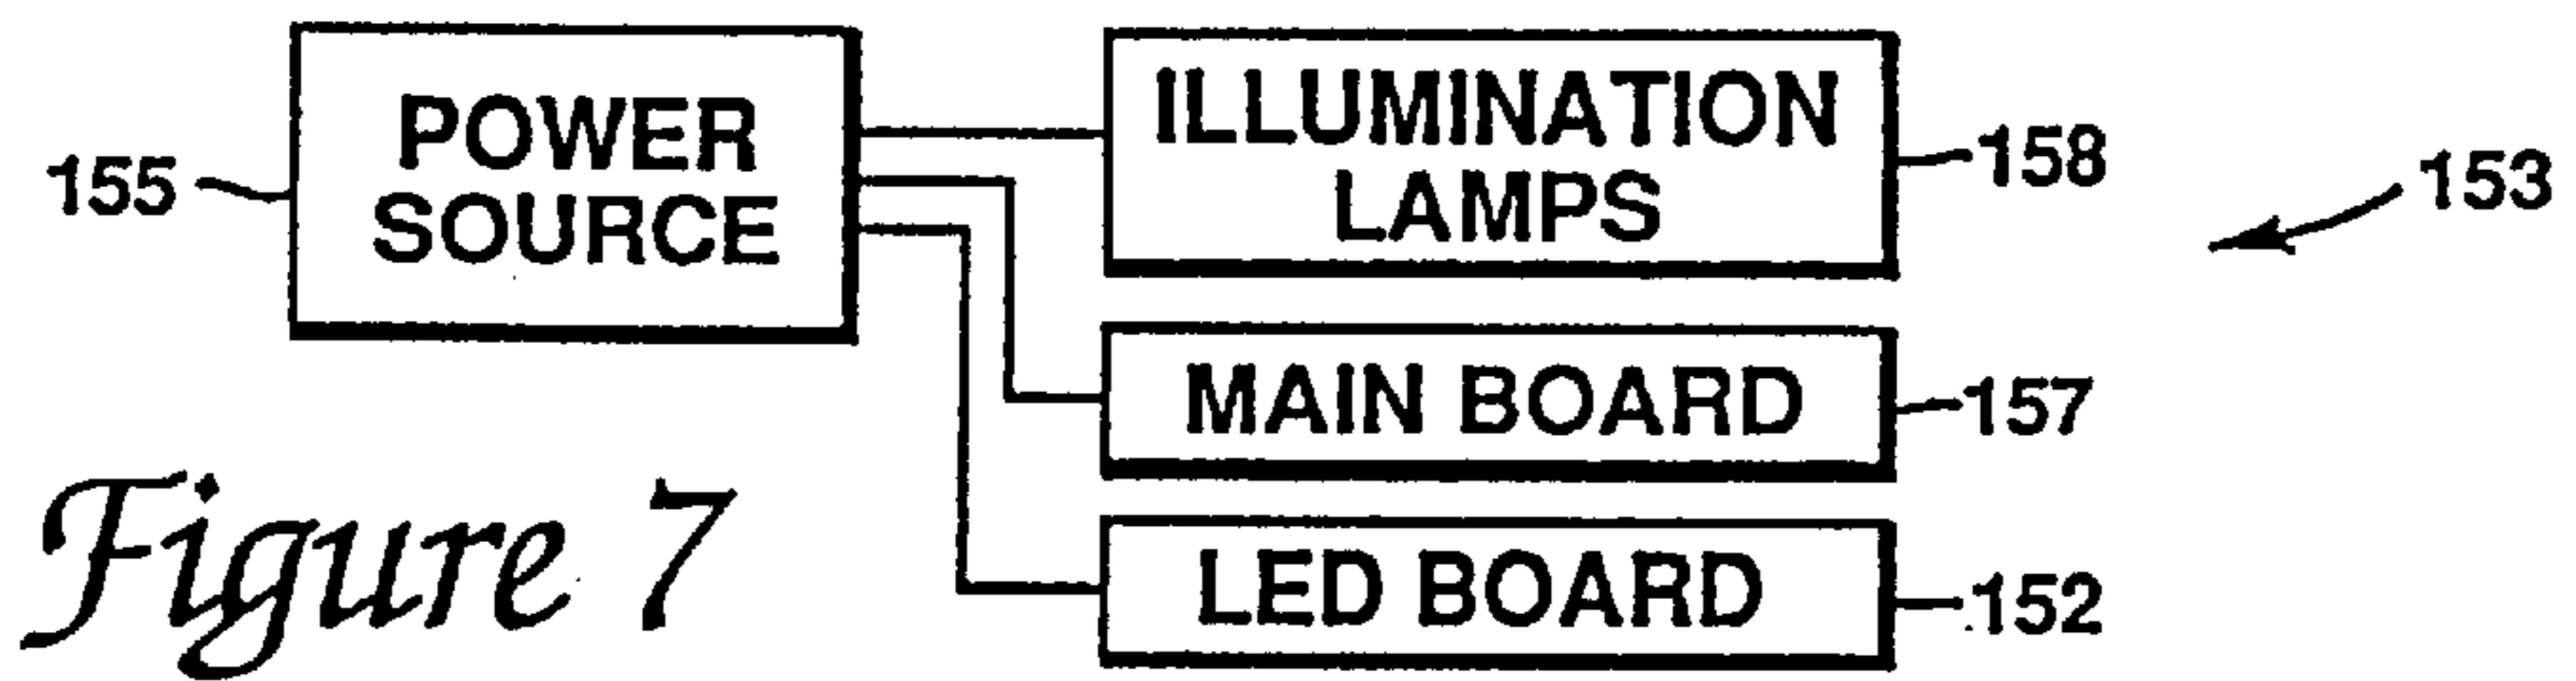 POWER
SOURCE
155
ILLUMINATION
LAMPS
158
153
MAIN BOARD
157
LED BOARD
152
Figure 7